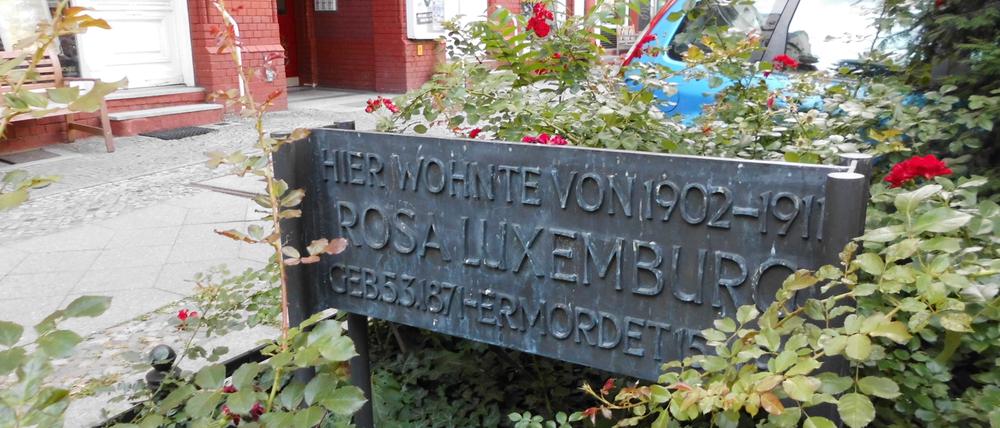 HIER WOHNTE VON 1902–1911
ROSA LUXEMBURG
GEB.5.3.1871–ERMORDET 15